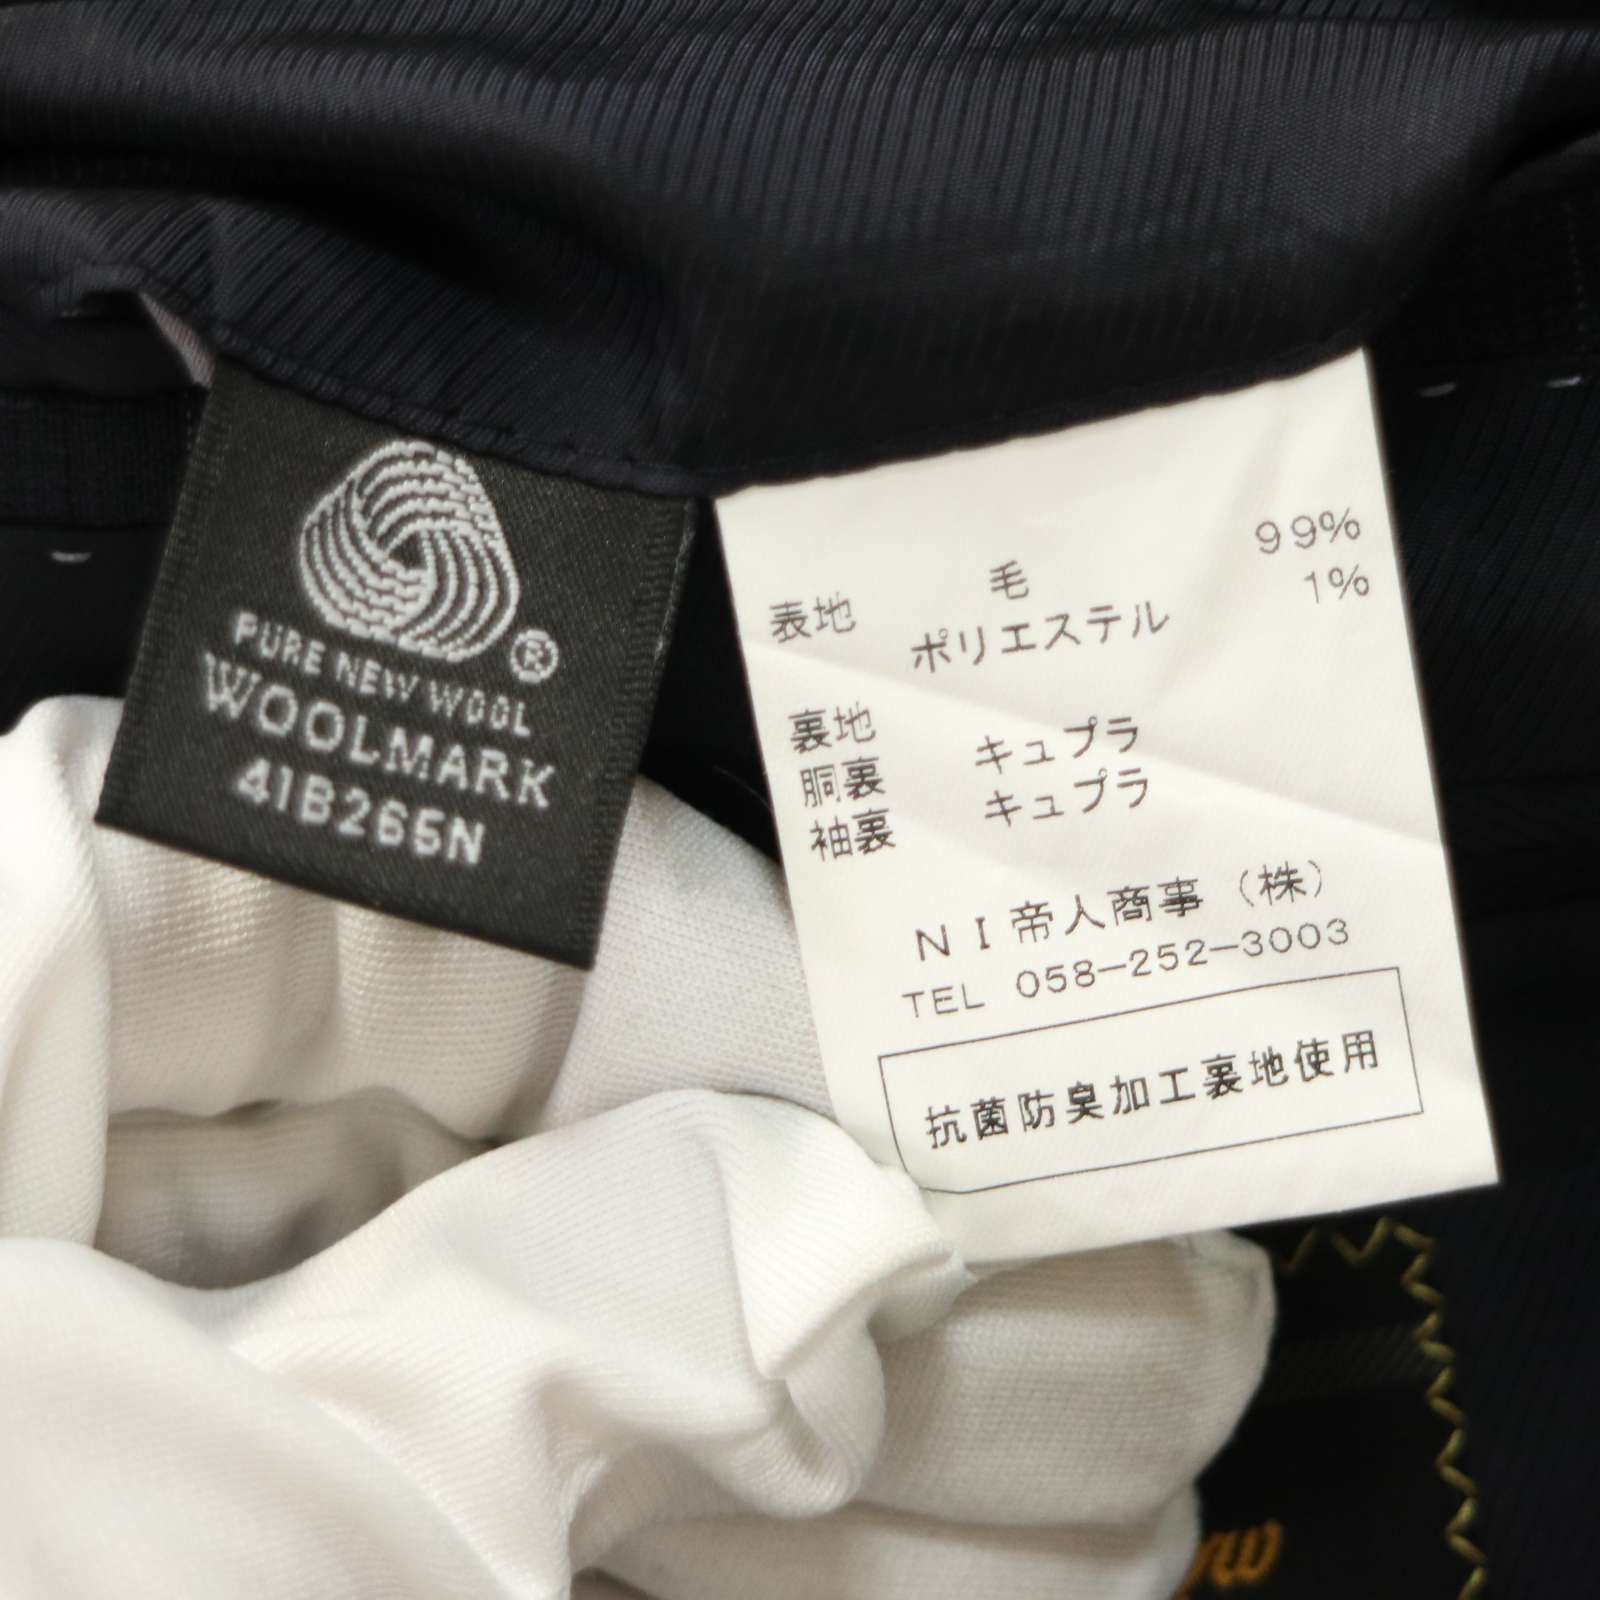 PURE NEW WOOL
WOOLMARK
41B265N
®
表地 毛 99%
ポリエステル 1%
裏地
胴裏 キュプラ
袖裏 キュプラ
NI帝人商事(株)
TEL 058-252-3003
抗菌防臭加工裏地使用